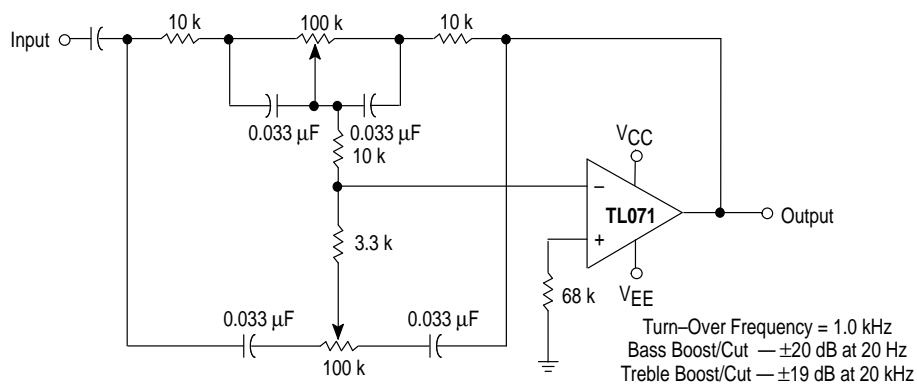 10 k
100 k
10 k
Input
0.033 μF
0.033 μF
10 k
VCC
–
TL071
Output
+
3.3 k
68 k
VEE
0.033 μF
0.033 μF
100 k
Turn–Over Frequency = 1.0 kHz
Bass Boost/Cut — ±20 dB at 20 Hz
Treble Boost/Cut — ±19 dB at 20 kHz